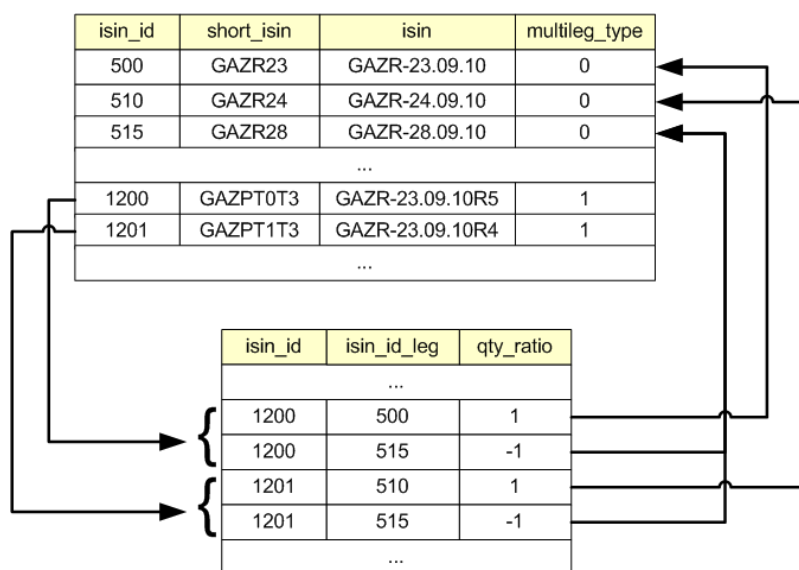 isin_id short_isin isin multileg_type
500 GAZR23 GAZR-23.09.10 0
510 GAZR24 GAZR-24.09.10 0
515 GAZR28 GAZR-28.09.10 0
...
1200 GAZPT0T3 GAZR-23.09.10R5 1
1201 GAZPT1T3 GAZR-23.09.10R4 1
...
isin_id isin_id_leg qty_ratio
...
1200 500 1
1200 515 -1
1201 510 1
1201 515 -1
...